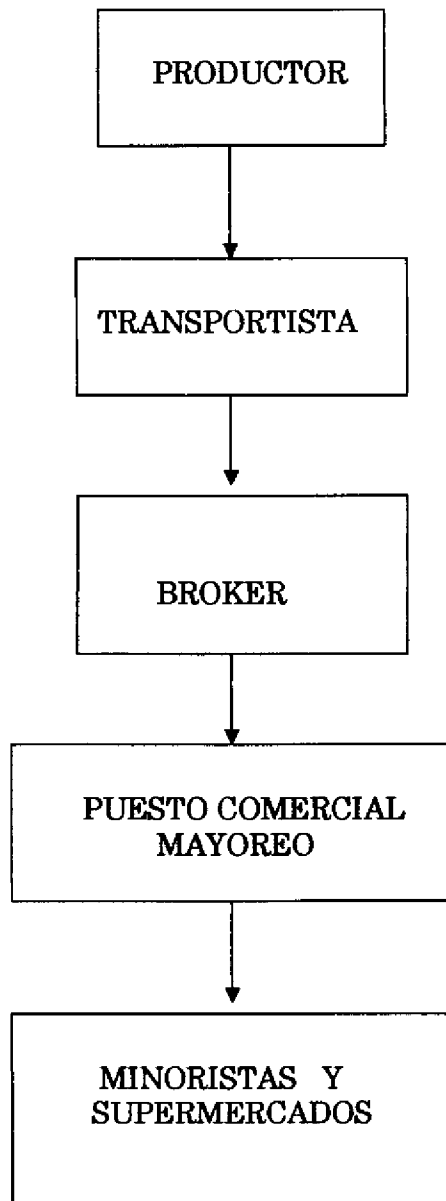 PRODUCTOR
TRANSPORTISTA
BROKER
PUESTO COMERCIAL
MAYOREO
MINORISTAS Y
SUPERMERCADOS